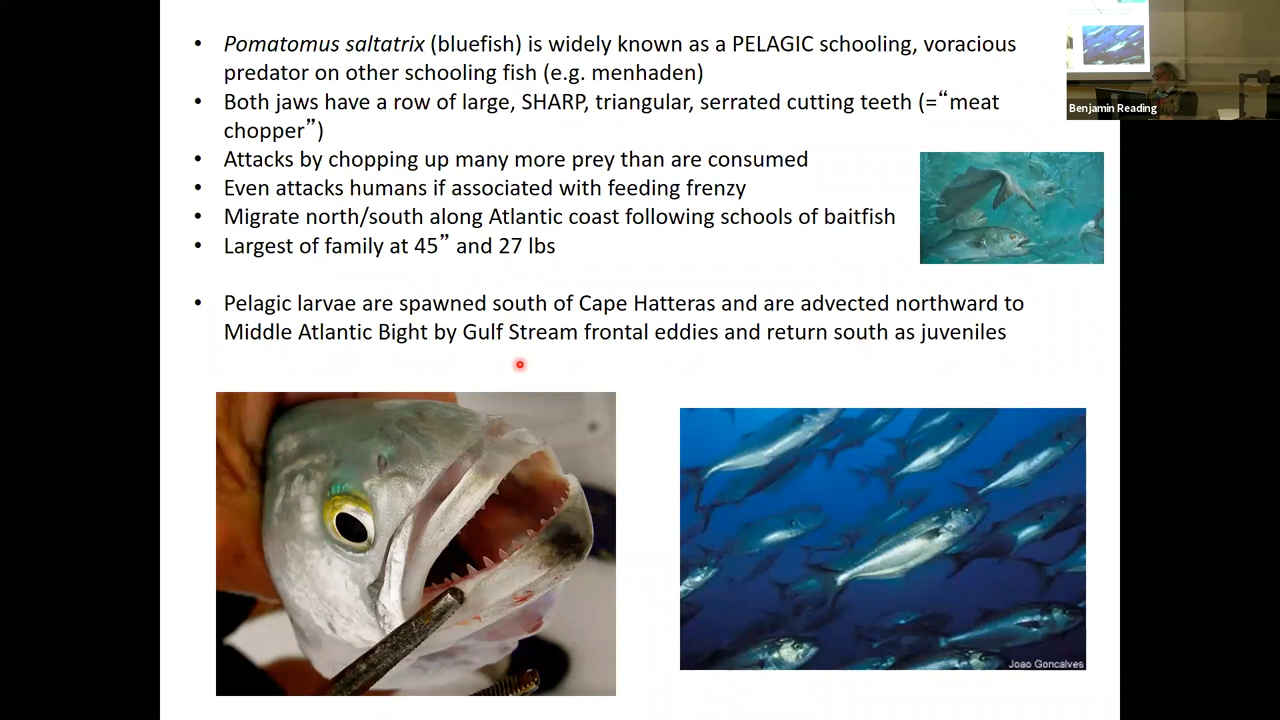 • Pomatomus saltatrix (bluefish) is widely known as a PELAGIC schooling, voracious
predator on other schooling fish (e.g. menhaden)
• Both jaws have a row of large, SHARP, triangular, serrated cutting teeth (=“meat
chopper”)
• Attacks by chopping up many more prey than are consumed
• Even attacks humans if associated with feeding frenzy
• Migrate north/south along Atlantic coast following schools of baitfish
• Largest of family at 45” and 27 lbs
• Pelagic larvae are spawned south of Cape Hatteras and are advected northward to
Middle Atlantic Bight by Gulf Stream frontal eddies and return south as juveniles
Benjamin Reading
Joao Goncalves